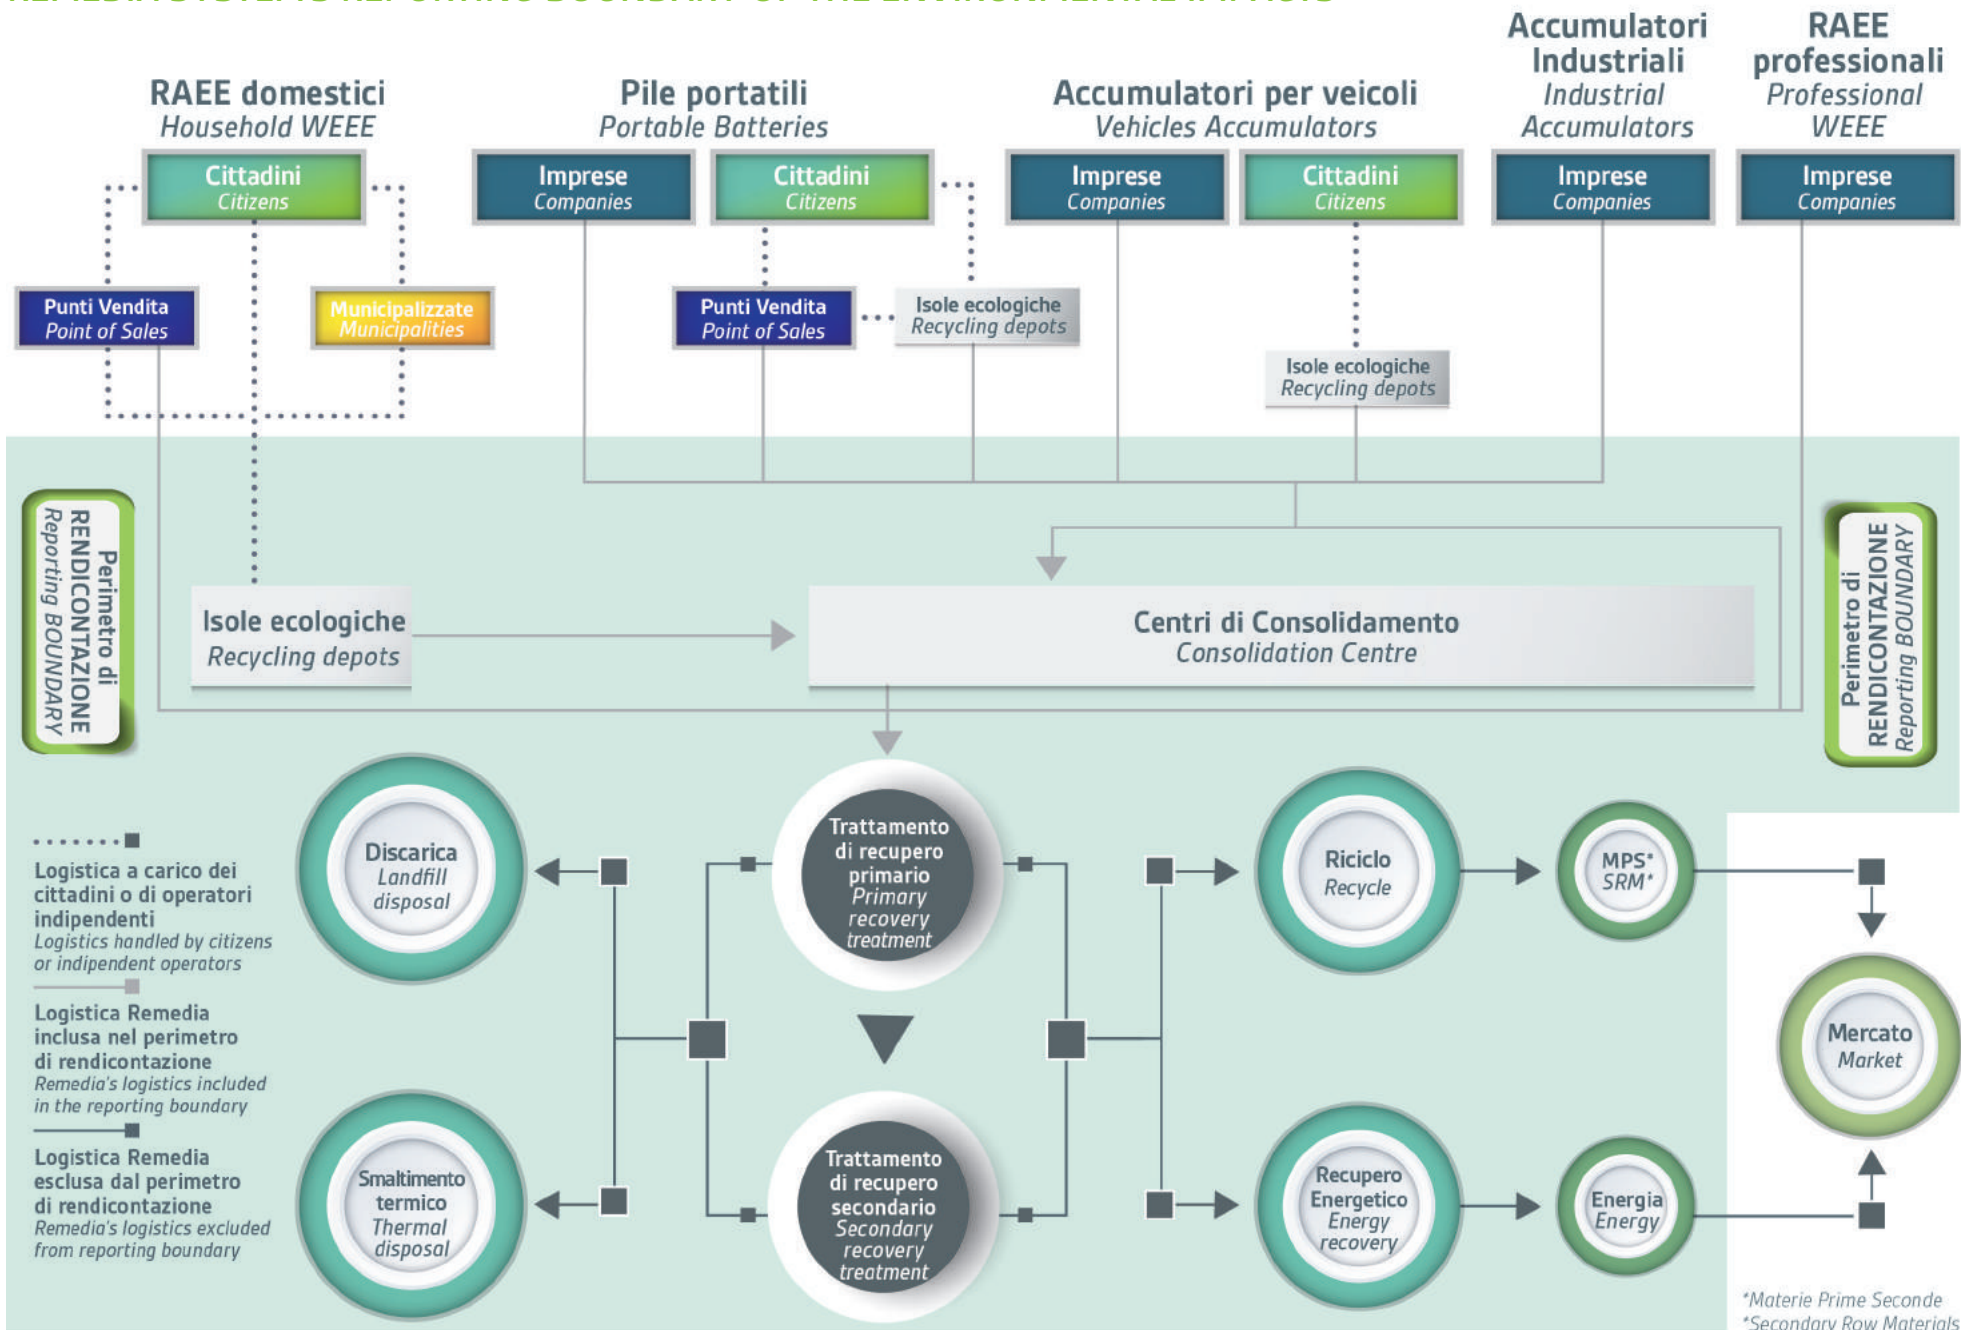 REMEDIA SYSTEMS REPORTING BOUNDARY OF THE ENVIRONMENTAL IMPACTS
RAEE domestici
Household WEEE
Pile portatili
Portable Batteries
Accumulatori per veicoli
Vehicles Accumulators
Accumulatori
Industriali
Industrial
Accumulators
RAEE
professionali
Professional
WEEE
Cittadini
Citizens
Imprese
Companies
Cittadini
Citizens
Imprese
Companies
Cittadini
Citizens
Imprese
Companies
Imprese
Companies
Punti Vendita
Point of Sales
Municipalizzate
Municipalities
Punti Vendita
Point of Sales
Isole ecologiche
Recycling depots
Isole ecologiche
Recycling depots
Perimetro di
RENDICONTAZIONE
Reporting BOUNDARY
Perimetro di
RENDICONTAZIONE
Reporting BOUNDARY
Isole ecologiche
Recycling depots
Centri di Consolidamento
Consolidation Centre
Discarica
Landfill
disposal
Trattamento
di recupero
primario
Primary
recovery
treatment
Riciclo
Recycle
MPS*
SRM*
Logistica a carico dei
cittadini o di operatori
indipendenti
Logistics handled by citizens
or indipendent operators
Logistica Remedia
inclusa nel perimetro
di rendicontazione
Remedia's logistics included
in the reporting boundary
Logistica Remedia
esclusa dal perimetro
di rendicontazione
Remedia's logistics excluded
from reporting boundary
Mercato
Market
Smaltimento
termico
Thermal
disposal
Trattamento
di recupero
secondario
Secondary
recovery
treatment
Recupero
Energetico
Energy
recovery
Energia
Energy
*Materie Prime Seconde
*Secondary Row Materials